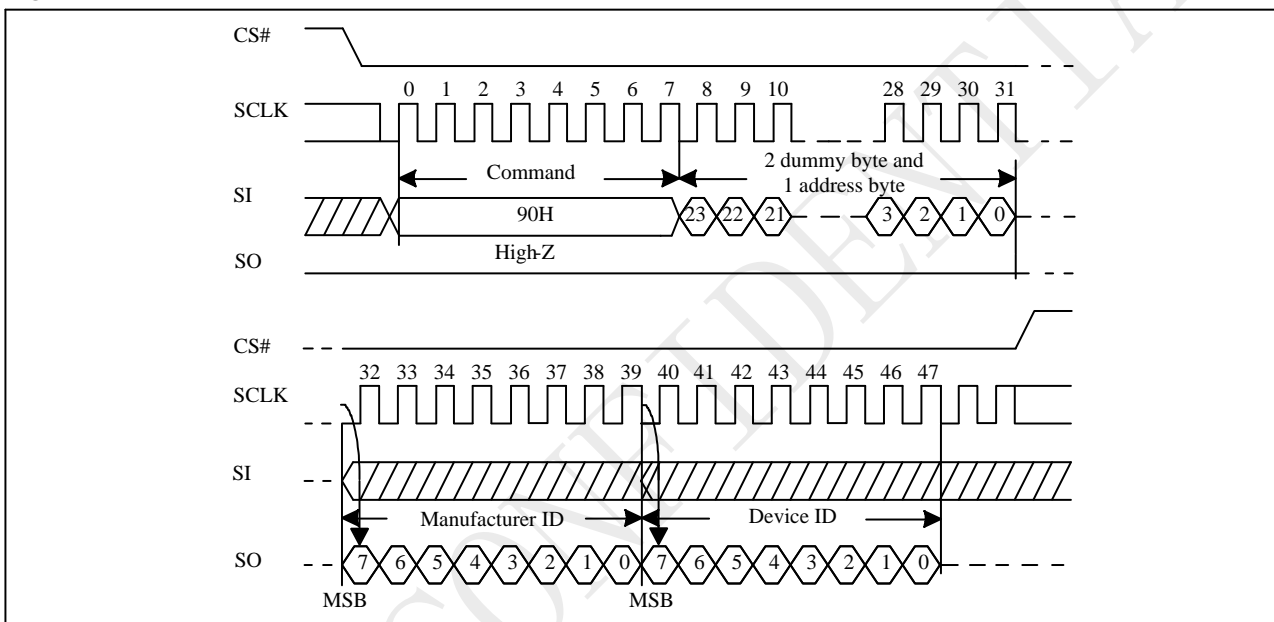 CS#
0 1 2 3 4 5 6 7 8 9 10 28 29 30 31
SCLK
Command
2 dummy byte and
1 address byte
SI
90H
23 22 21 3 2 1 0
High-Z
SO
CS#
32 33 34 35 36 37 38 39 40 41 42 43 44 45 46 47
SCLK
SI
Manufacturer ID
Device ID
SO
7 6 5 4 3 2 1 0 7 6 5 4 3 2 1 0
MSB
MSB
CONFIDENTIA